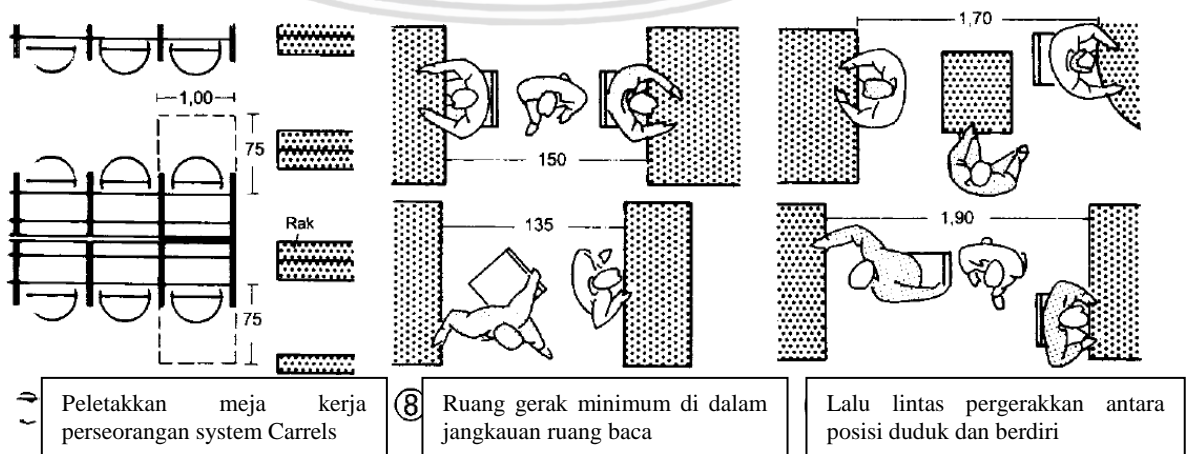 1,00
75
Rak
75
150
135
1,70
1,90
Peletakkan meja kerja
perseorangan system Carrels
8
Ruang gerak minimum di dalam
jangkauan ruang baca
Lalu lintas pergerakkan antara
posisi duduk dan berdiri